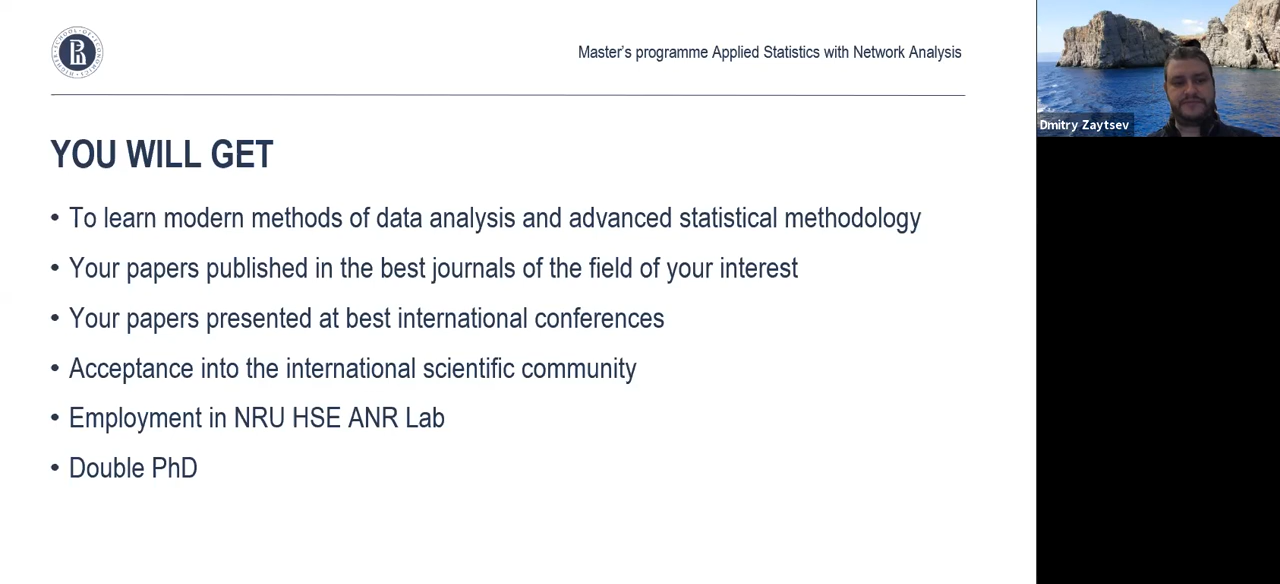 Master's programme Applied Statistics with Network Analysis
YOU WILL GET
• To learn modern methods of data analysis and advanced statistical methodology
• Your papers published in the best journals of the field of your interest
• Your papers presented at best international conferences
• Acceptance into the international scientific community
• Employment in NRU HSE ANR Lab
• Double PhD
Dmitry Zaytsev